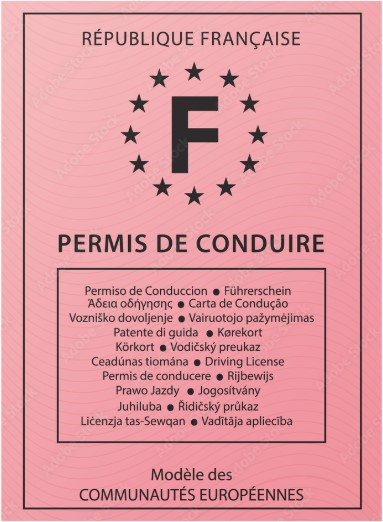 RÉPUBLIQUE FRANÇAISE
F
PERMIS DE CONDUIRE
Permiso de Conduccion ● Führerschein
Άδεια οδήγησης ● Carta de Condução
Vozniško dovoljenje ● Vairuotojo pažymėjimas
Patente di guida ● Kørekort
Körkort ● Vodičský preukaz
Ceadúnas tiomána ● Driving License
Permis de conducere ● Rijbewijs
Prawo Jazdy ● Jogosítvány
Juhiluba ● Řidičský průkaz
Liċenzja tas-Sewqan ● Vadītāja apliecība
Modèle des
COMMUNAUTÉS EUROPÉENNES